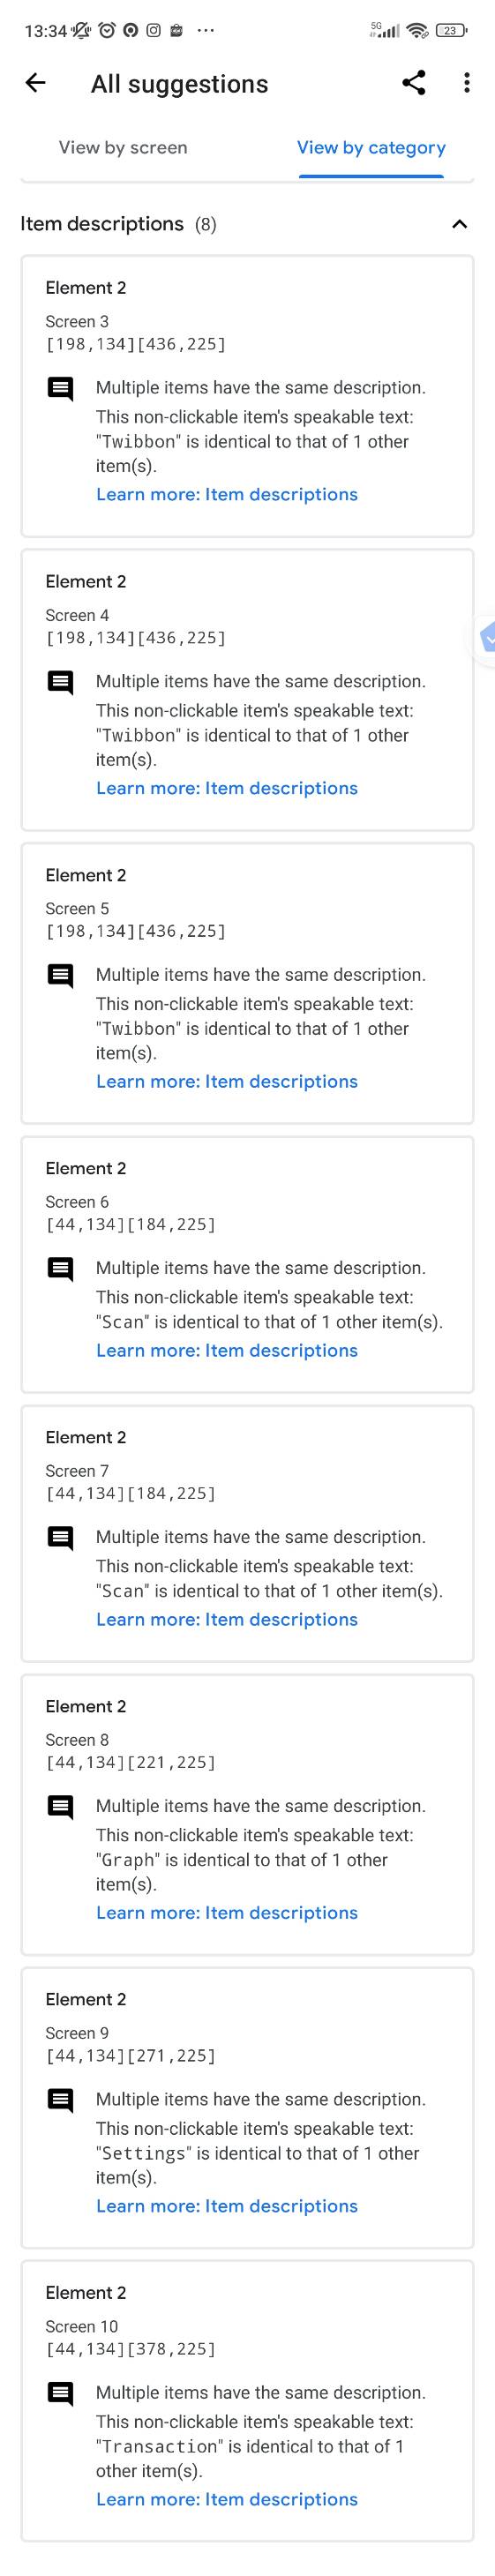 13:34
5G
23
All suggestions
View by screen
View by category
Item descriptions (8)
Element 2
Screen 3
[198,134][436,225]
Multiple items have the same description.
This non-clickable item's speakable text:
"Twibbon" is identical to that of 1 other
item(s).
Learn more: Item descriptions
Element 2
Screen 4
[198,134][436,225]
Multiple items have the same description.
This non-clickable item's speakable text:
"Twibbon" is identical to that of 1 other
item(s).
Learn more: Item descriptions
Element 2
Screen 5
[198,134][436,225]
Multiple items have the same description.
This non-clickable item's speakable text:
"Twibbon" is identical to that of 1 other
item(s).
Learn more: Item descriptions
Element 2
Screen 6
[44,134][184,225]
Multiple items have the same description.
This non-clickable item's speakable text:
"Scan" is identical to that of 1 other item(s).
Learn more: Item descriptions
Element 2
Screen 7
[44,134][184,225]
Multiple items have the same description.
This non-clickable item's speakable text:
"Scan" is identical to that of 1 other item(s).
Learn more: Item descriptions
Element 2
Screen 8
[44,134][221,225]
Multiple items have the same description.
This non-clickable item's speakable text:
"Graph" is identical to that of 1 other
item(s).
Learn more: Item descriptions
Element 2
Screen 9
[44,134][271,225]
Multiple items have the same description.
This non-clickable item's speakable text:
"Settings" is identical to that of 1 other
item(s).
Learn more: Item descriptions
Element 2
Screen 10
[44,134][378,225]
Multiple items have the same description.
This non-clickable item's speakable text:
"Transaction" is identical to that of 1
other item(s).
Learn more: Item descriptions